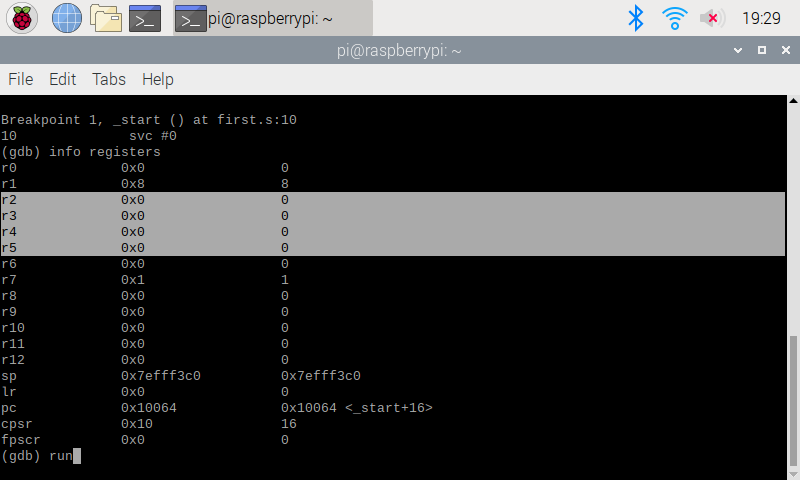 pi@raspberrypi: ~ 19:29
pi@raspberrypi: ~
File Edit Tabs Help
Breakpoint 1, _start () at first.s:10
10              svc #0
(gdb) info registers
r0             0x0                 0
r1             0x8                 8
r2             0x0                 0
r3             0x0                 0
r4             0x0                 0
r5             0x0                 0
r6             0x0                 0
r7             0x1                 1
r8             0x0                 0
r9             0x0                 0
r10            0x0                 0
r11            0x0                 0
r12            0x0                 0
sp             0x7efff3c0          0x7efff3c0
lr             0x0                 0
pc             0x10064             0x10064 <_start+16>
cpsr           0x10                16
fpscr          0x0                 0
(gdb) run